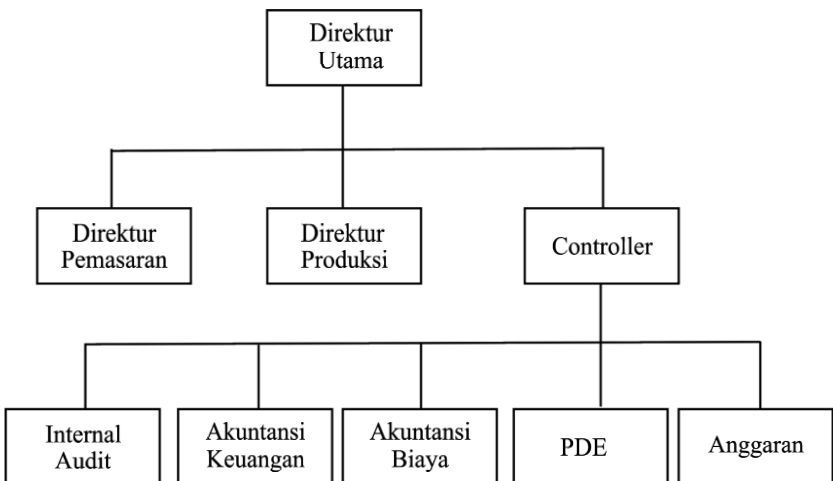 Direktur
Utama
Direktur
Pemasaran
Direktur
Produksi
Controller
Internal
Audit
Akuntansi
Keuangan
Akuntansi
Biaya
PDE
Anggaran